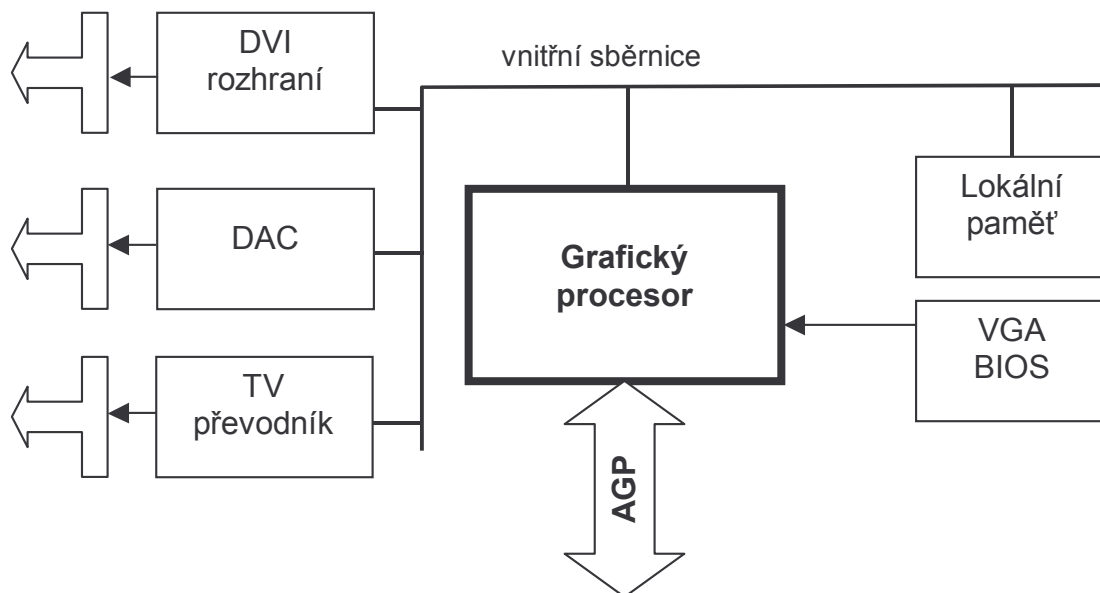 DVI
rozhraní
vnitřní sběrnice
DAC
TV
převodník
Grafický
procesor
Lokální
paměť
VGA
BIOS
AGP